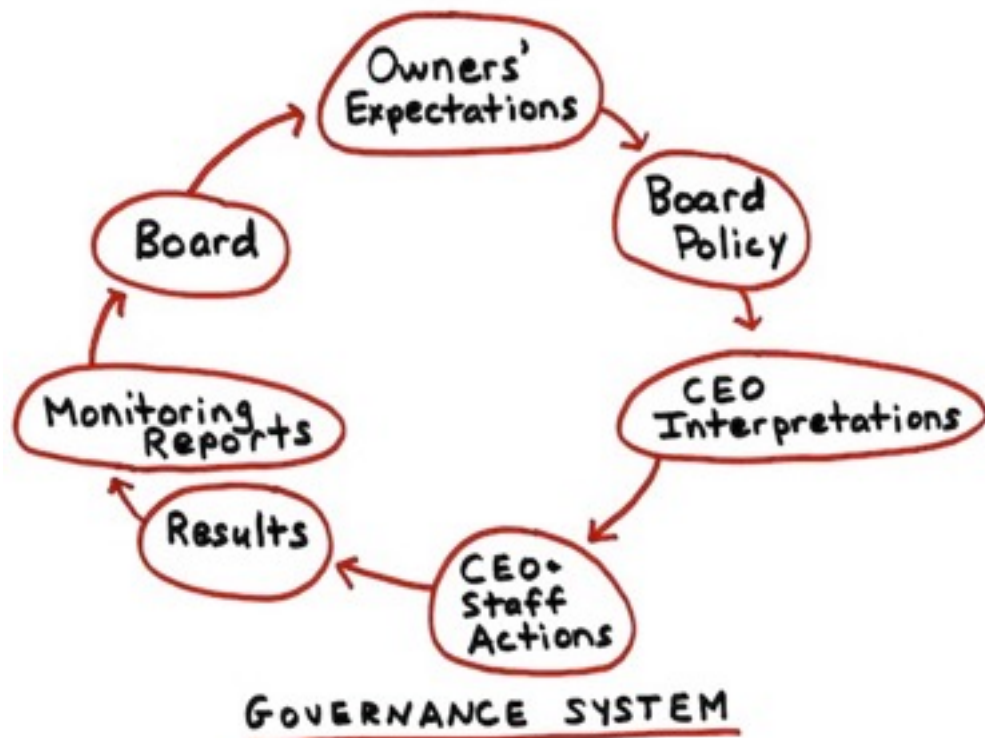 Owners'
Expectations
Board
Policy
CEO
Interpretations
CEO +
Staff
Actions
Results
Monitoring
Reports
Board
GOVERNANCE SYSTEM